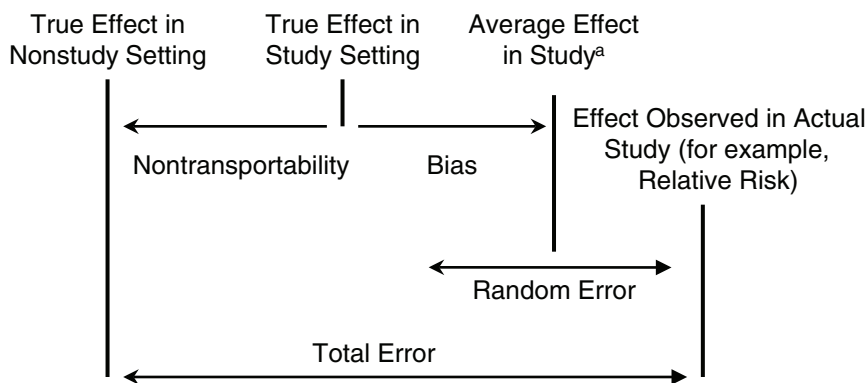 True Effect in
Nonstudy Setting
True Effect in
Study Setting
Average Effect
in Studyᵃ
Effect Observed in Actual
Study (for example,
Relative Risk)
Nontransportability
Bias
Random Error
Total Error